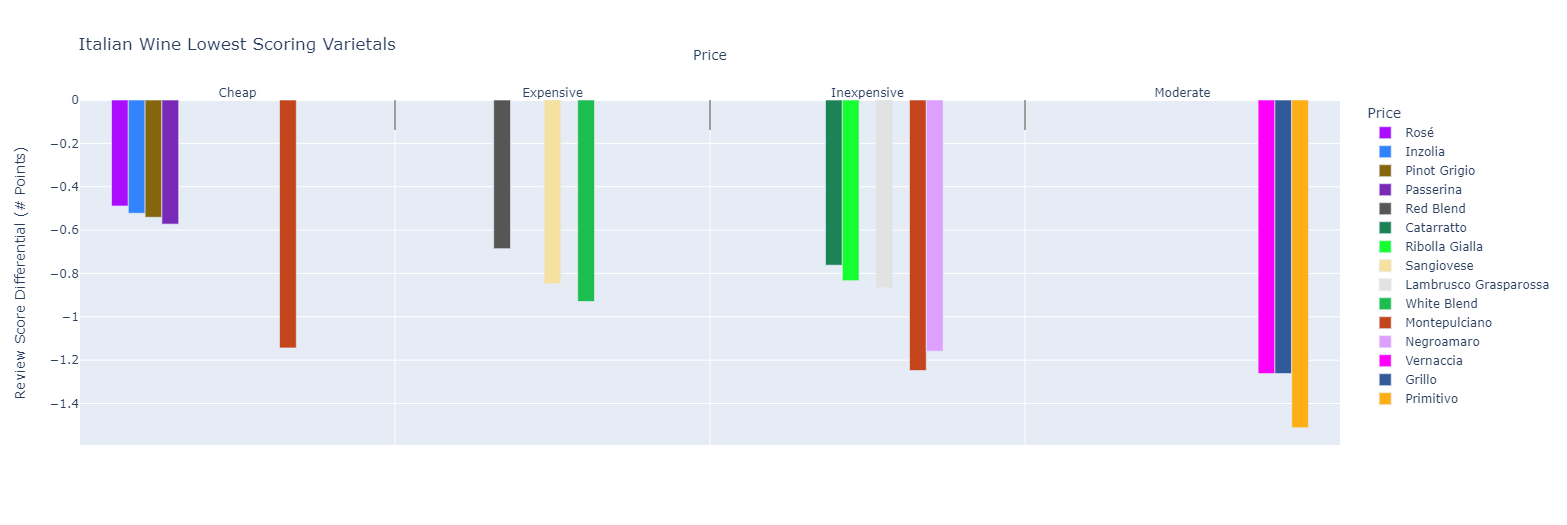 Italian Wine Lowest Scoring Varietals
Price
Cheap
Expensive
Inexpensive
Moderate
0
−0.2
−0.4
−0.6
−0.8
−1
−1.2
−1.4
Review Score Differential (# Points)
Price
Rosé
Inzolia
Pinot Grigio
Passerina
Red Blend
Catarratto
Ribolla Gialla
Sangiovese
Lambrusco Grasparossa
White Blend
Montepulciano
Negroamaro
Vernaccia
Grillo
Primitivo